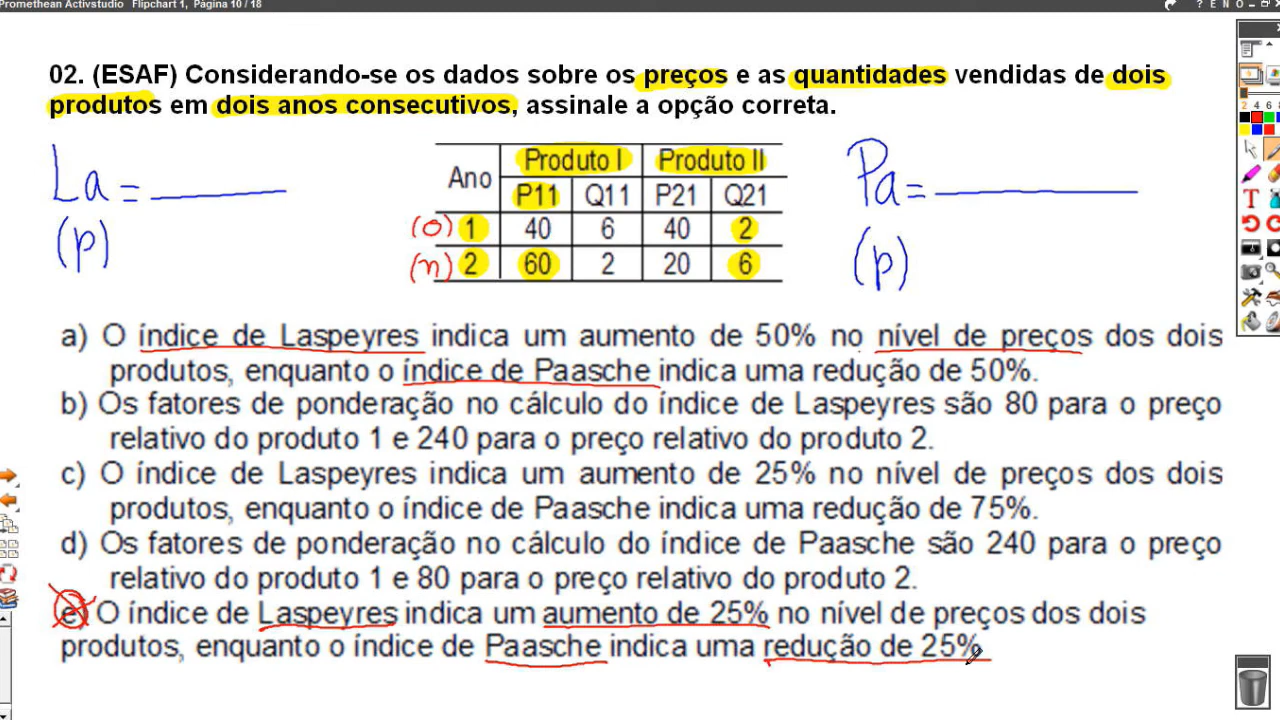 Promethean Activstudio Flipchart 1, Página 10 / 18
? E N O
02. (ESAF) Considerando-se os dados sobre os preços e as quantidades vendidas de dois
produtos em dois anos consecutivos, assinale a opção correta.
La = 
(p)
Ano Produto I Produto II
P11 Q11 P21 Q21
(o) 1 40 6 40 2
(n) 2 60 2 20 6
Pa =
(p)
2 4 6 8
T
a) O índice de Laspeyres indica um aumento de 50% no nível de preços dos dois
produtos, enquanto o índice de Paasche indica uma redução de 50%.
b) Os fatores de ponderação no cálculo do índice de Laspeyres são 80 para o preço
relativo do produto 1 e 240 para o preço relativo do produto 2.
c) O índice de Laspeyres indica um aumento de 25% no nível de preços dos dois
produtos, enquanto o índice de Paasche indica uma redução de 75%.
d) Os fatores de ponderação no cálculo do índice de Paasche são 240 para o preço
relativo do produto 1 e 80 para o preço relativo do produto 2.
e) O índice de Laspeyres indica um aumento de 25% no nível de preços dos dois
produtos, enquanto o índice de Paasche indica uma redução de 25%